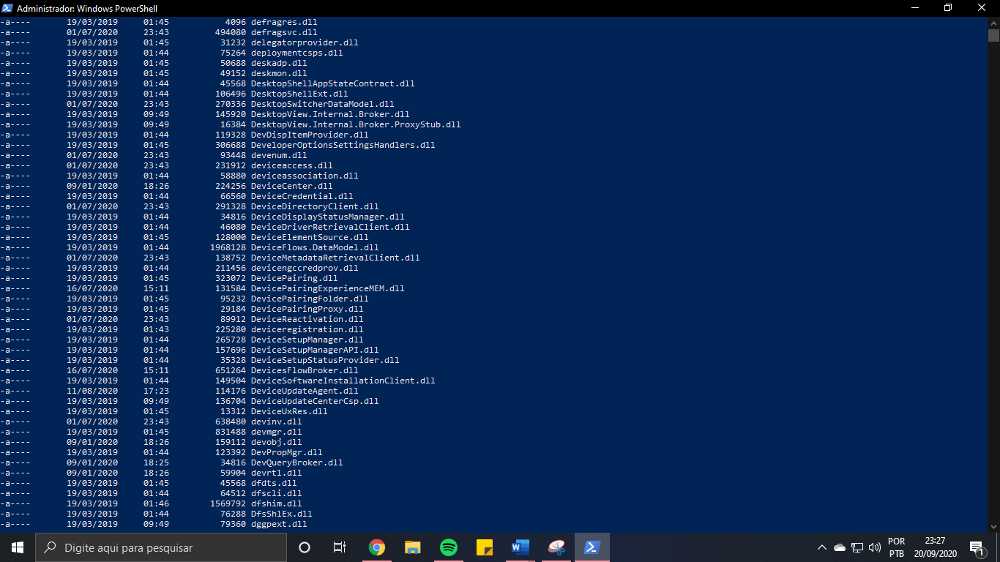 Administrador: Windows PowerShell
-a---- 19/03/2019 01:45 4096 defragres.dll
-a---- 01/07/2020 23:43 494080 defragsvc.dll
-a---- 19/03/2019 01:45 31232 delegatorprovider.dll
-a---- 19/03/2019 01:44 75264 deploymentcsps.dll
-a---- 19/03/2019 01:45 50688 deskadp.dll
-a---- 19/03/2019 01:45 49152 deskmon.dll
-a---- 19/03/2019 01:44 45568 DesktopShellAppStateContract.dll
-a---- 19/03/2019 01:44 106496 DesktopShellExt.dll
-a---- 01/07/2020 23:43 270336 DesktopSwitcherDataModel.dll
-a---- 19/03/2019 09:49 145920 DesktopView.Internal.Broker.dll
-a---- 19/03/2019 09:49 16384 DesktopView.Internal.Broker.ProxyStub.dll
-a---- 19/03/2019 01:44 119328 DevDispItemProvider.dll
-a---- 19/03/2019 01:45 306688 DeveloperOptionsSettingsHandlers.dll
-a---- 01/07/2020 23:43 93448 devenum.dll
-a---- 01/07/2020 23:43 231912 deviceaccess.dll
-a---- 19/03/2019 01:44 58880 deviceassociation.dll
-a---- 09/01/2020 18:26 224256 DeviceCenter.dll
-a---- 19/03/2019 01:44 66560 DeviceCredential.dll
-a---- 01/07/2020 23:43 291328 DeviceDirectoryClient.dll
-a---- 19/03/2019 01:44 34816 DeviceDisplayStatusManager.dll
-a---- 19/03/2019 01:44 46080 DeviceDriverRetrievalClient.dll
-a---- 19/03/2019 01:45 128000 DeviceElementSource.dll
-a---- 19/03/2019 01:44 1968128 DeviceFlows.DataModel.dll
-a---- 01/07/2020 23:43 138752 DeviceMetadataRetrievalClient.dll
-a---- 19/03/2019 01:44 211456 devicengccredprov.dll
-a---- 19/03/2019 01:45 323072 DevicePairing.dll
-a---- 16/07/2020 15:11 131584 DevicePairingExperienceMEM.dll
-a---- 19/03/2019 01:45 95232 DevicePairingFolder.dll
-a---- 19/03/2019 01:45 29184 DevicePairingProxy.dll
-a---- 01/07/2020 23:43 89912 DeviceReactivation.dll
-a---- 19/03/2019 01:43 225280 deviceregistration.dll
-a---- 19/03/2019 01:44 265728 DeviceSetupManager.dll
-a---- 19/03/2019 01:44 157696 DeviceSetupManagerAPI.dll
-a---- 19/03/2019 01:44 35328 DeviceSetupStatusProvider.dll
-a---- 16/07/2020 15:11 651264 DevicesFlowBroker.dll
-a---- 19/03/2019 01:44 149504 DeviceSoftwareInstallationClient.dll
-a---- 11/08/2020 17:23 114176 DeviceUpdateAgent.dll
-a---- 19/03/2019 09:49 136704 DeviceUpdateCenterCsp.dll
-a---- 19/03/2019 01:45 13312 DeviceUxRes.dll
-a---- 01/07/2020 23:43 638480 devinv.dll
-a---- 19/03/2019 01:45 831488 devmgr.dll
-a---- 09/01/2020 18:26 159112 devobj.dll
-a---- 19/03/2019 01:44 123392 DevPropMgr.dll
-a---- 09/01/2020 18:25 34816 DevQueryBroker.dll
-a---- 09/01/2020 18:26 59904 devrtl.dll
-a---- 19/03/2019 01:45 45568 dfdts.dll
-a---- 19/03/2019 01:44 64512 dfscli.dll
-a---- 19/03/2019 01:46 1569792 dfshim.dll
-a---- 19/03/2019 01:44 76288 DfsShlEx.dll
-a---- 19/03/2019 09:49 79360 dggpext.dll
Digite aqui para pesquisar
POR
PTB
23:27
20/09/2020
1